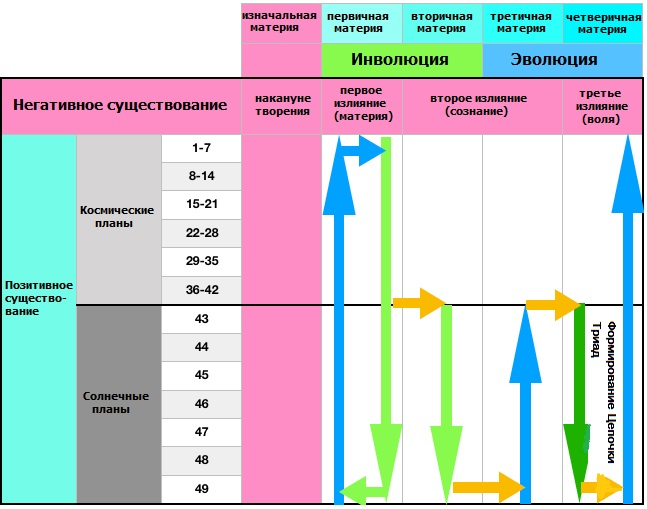 изначальная
материя
первичная
материя
вторичная
материя
третичная
материя
четверичная
материя
Инволюция
Эволюция
Негативное существование
накануне
творения
первое
излияние
(материя)
второе излияние
(сознание)
третье
излияние
(воля)
Позитивное
существо-
вание
Космические
планы
1-7
8-14
15-21
22-28
29-35
36-42
Солнечные
планы
43
44
45
46
47
48
49
Формирование Цепочки
Триад